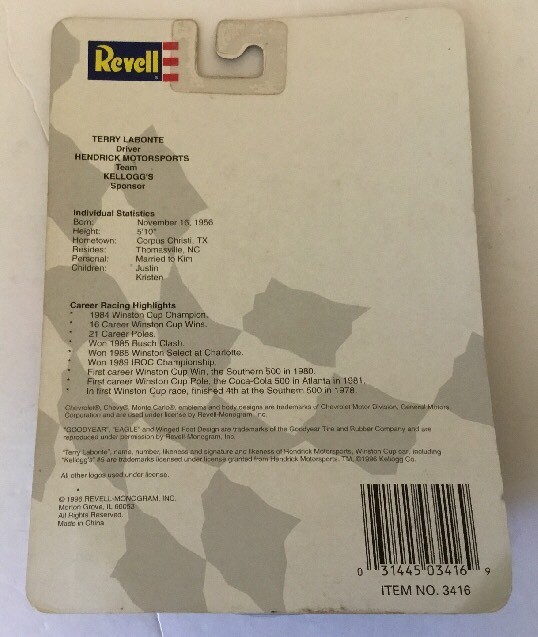 Revell
TERRY LABONTE
Driver
HENDRICK MOTORSPORTS
Team
KELLOGG'S
Sponsor
Individual Statistics
Born: November 16, 1956
Height: 5'10"
Hometown: Corpus Christi, TX
Resides: Thomasville, NC
Personal: Married to Kim
Children: Justin
Kristen
Career Racing Highlights
* 1984 Winston Cup Champion.
* 16 Career Winston Cup Wins.
* 21 Career Poles.
* Won 1985 Busch Clash.
* Won 1988 Winston Select at Charlotte.
* Won 1989 IROC Championship.
* First career Winston Cup Win, the Southern 500 in 1980.
* First career Winston Cup Pole, the Coca-Cola 500 in Atlanta in 1981.
* In first Winston Cup race, finished 4th at the Southern 500 in 1978.
Chevrolet®, Chevy®, Monte Carlo®, emblems and body designs are trademarks of Chevrolet Motor Division, General Motors
Corporation and are used under license by Revell-Monogram, Inc.
"GOODYEAR", "EAGLE" and Winged Foot Design are trademarks of the Goodyear Tire and Rubber Company and are
reproduced under permission by Revell-Monogram, Inc.
"Terry Labonte", name, number, likeness and signature and likeness of Hendrick Motorsports, Winston Cup car, including
"Kellogg's" #5 are trademarks licensed under license granted from Hendrick Motorsports. TM, ©1996 Kellogg Co.
All other logos used under license.
© 1996 REVELL-MONOGRAM, INC.
Morton Grove, IL 60053
All Rights Reserved.
Made in China
0 31445 03416 9
ITEM NO. 3416